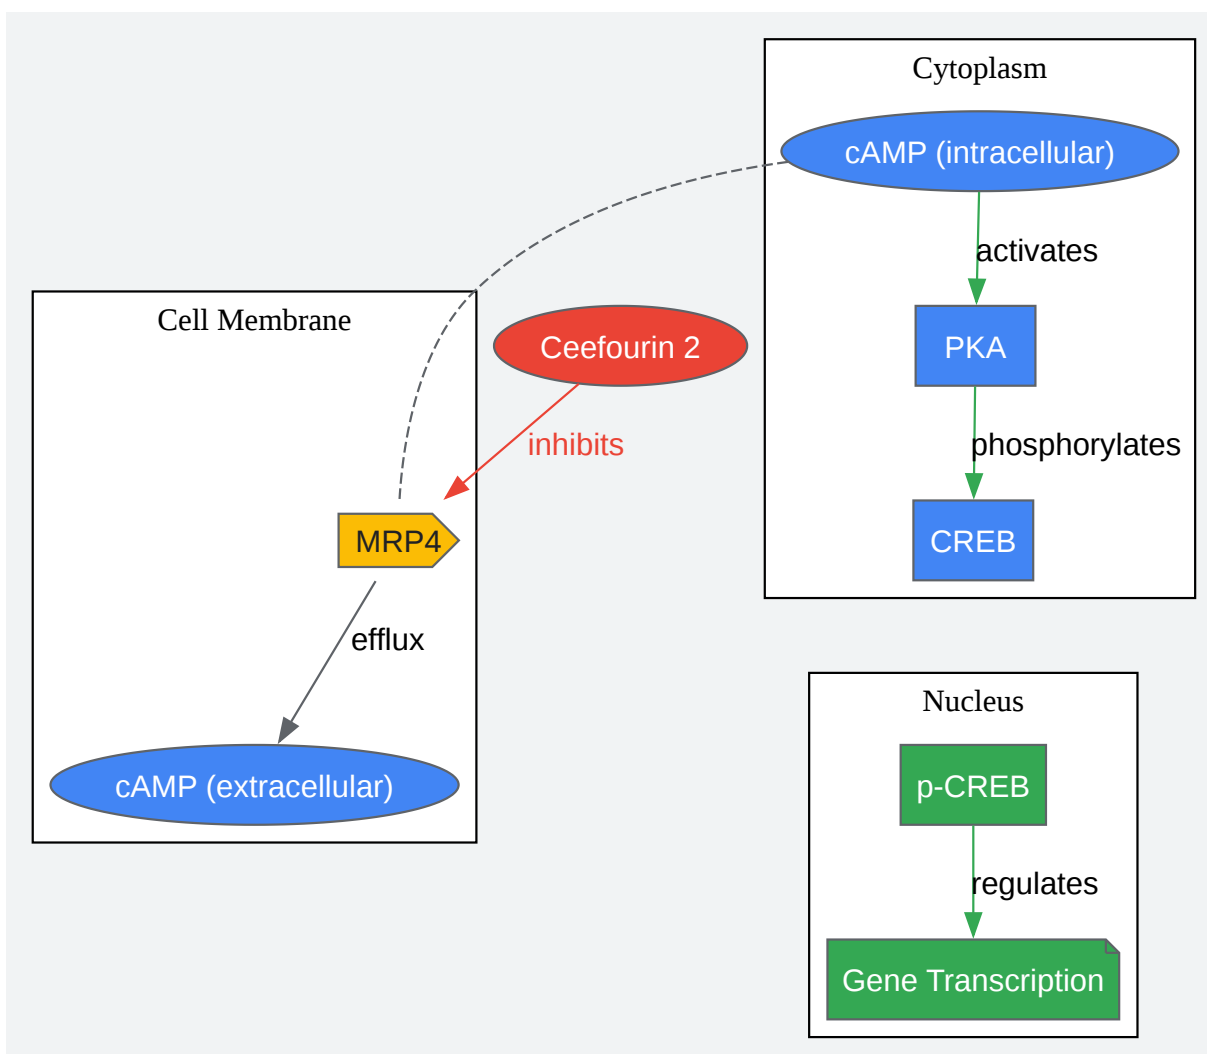 Cytoplasm
cAMP (intracellular)
activates
Cell Membrane
Ceefourin 2
PKA
inhibits
phosphorylates
MRP4
CREB
efflux
Nucleus
cAMP (extracellular)
p-CREB
regulates
Gene Transcription